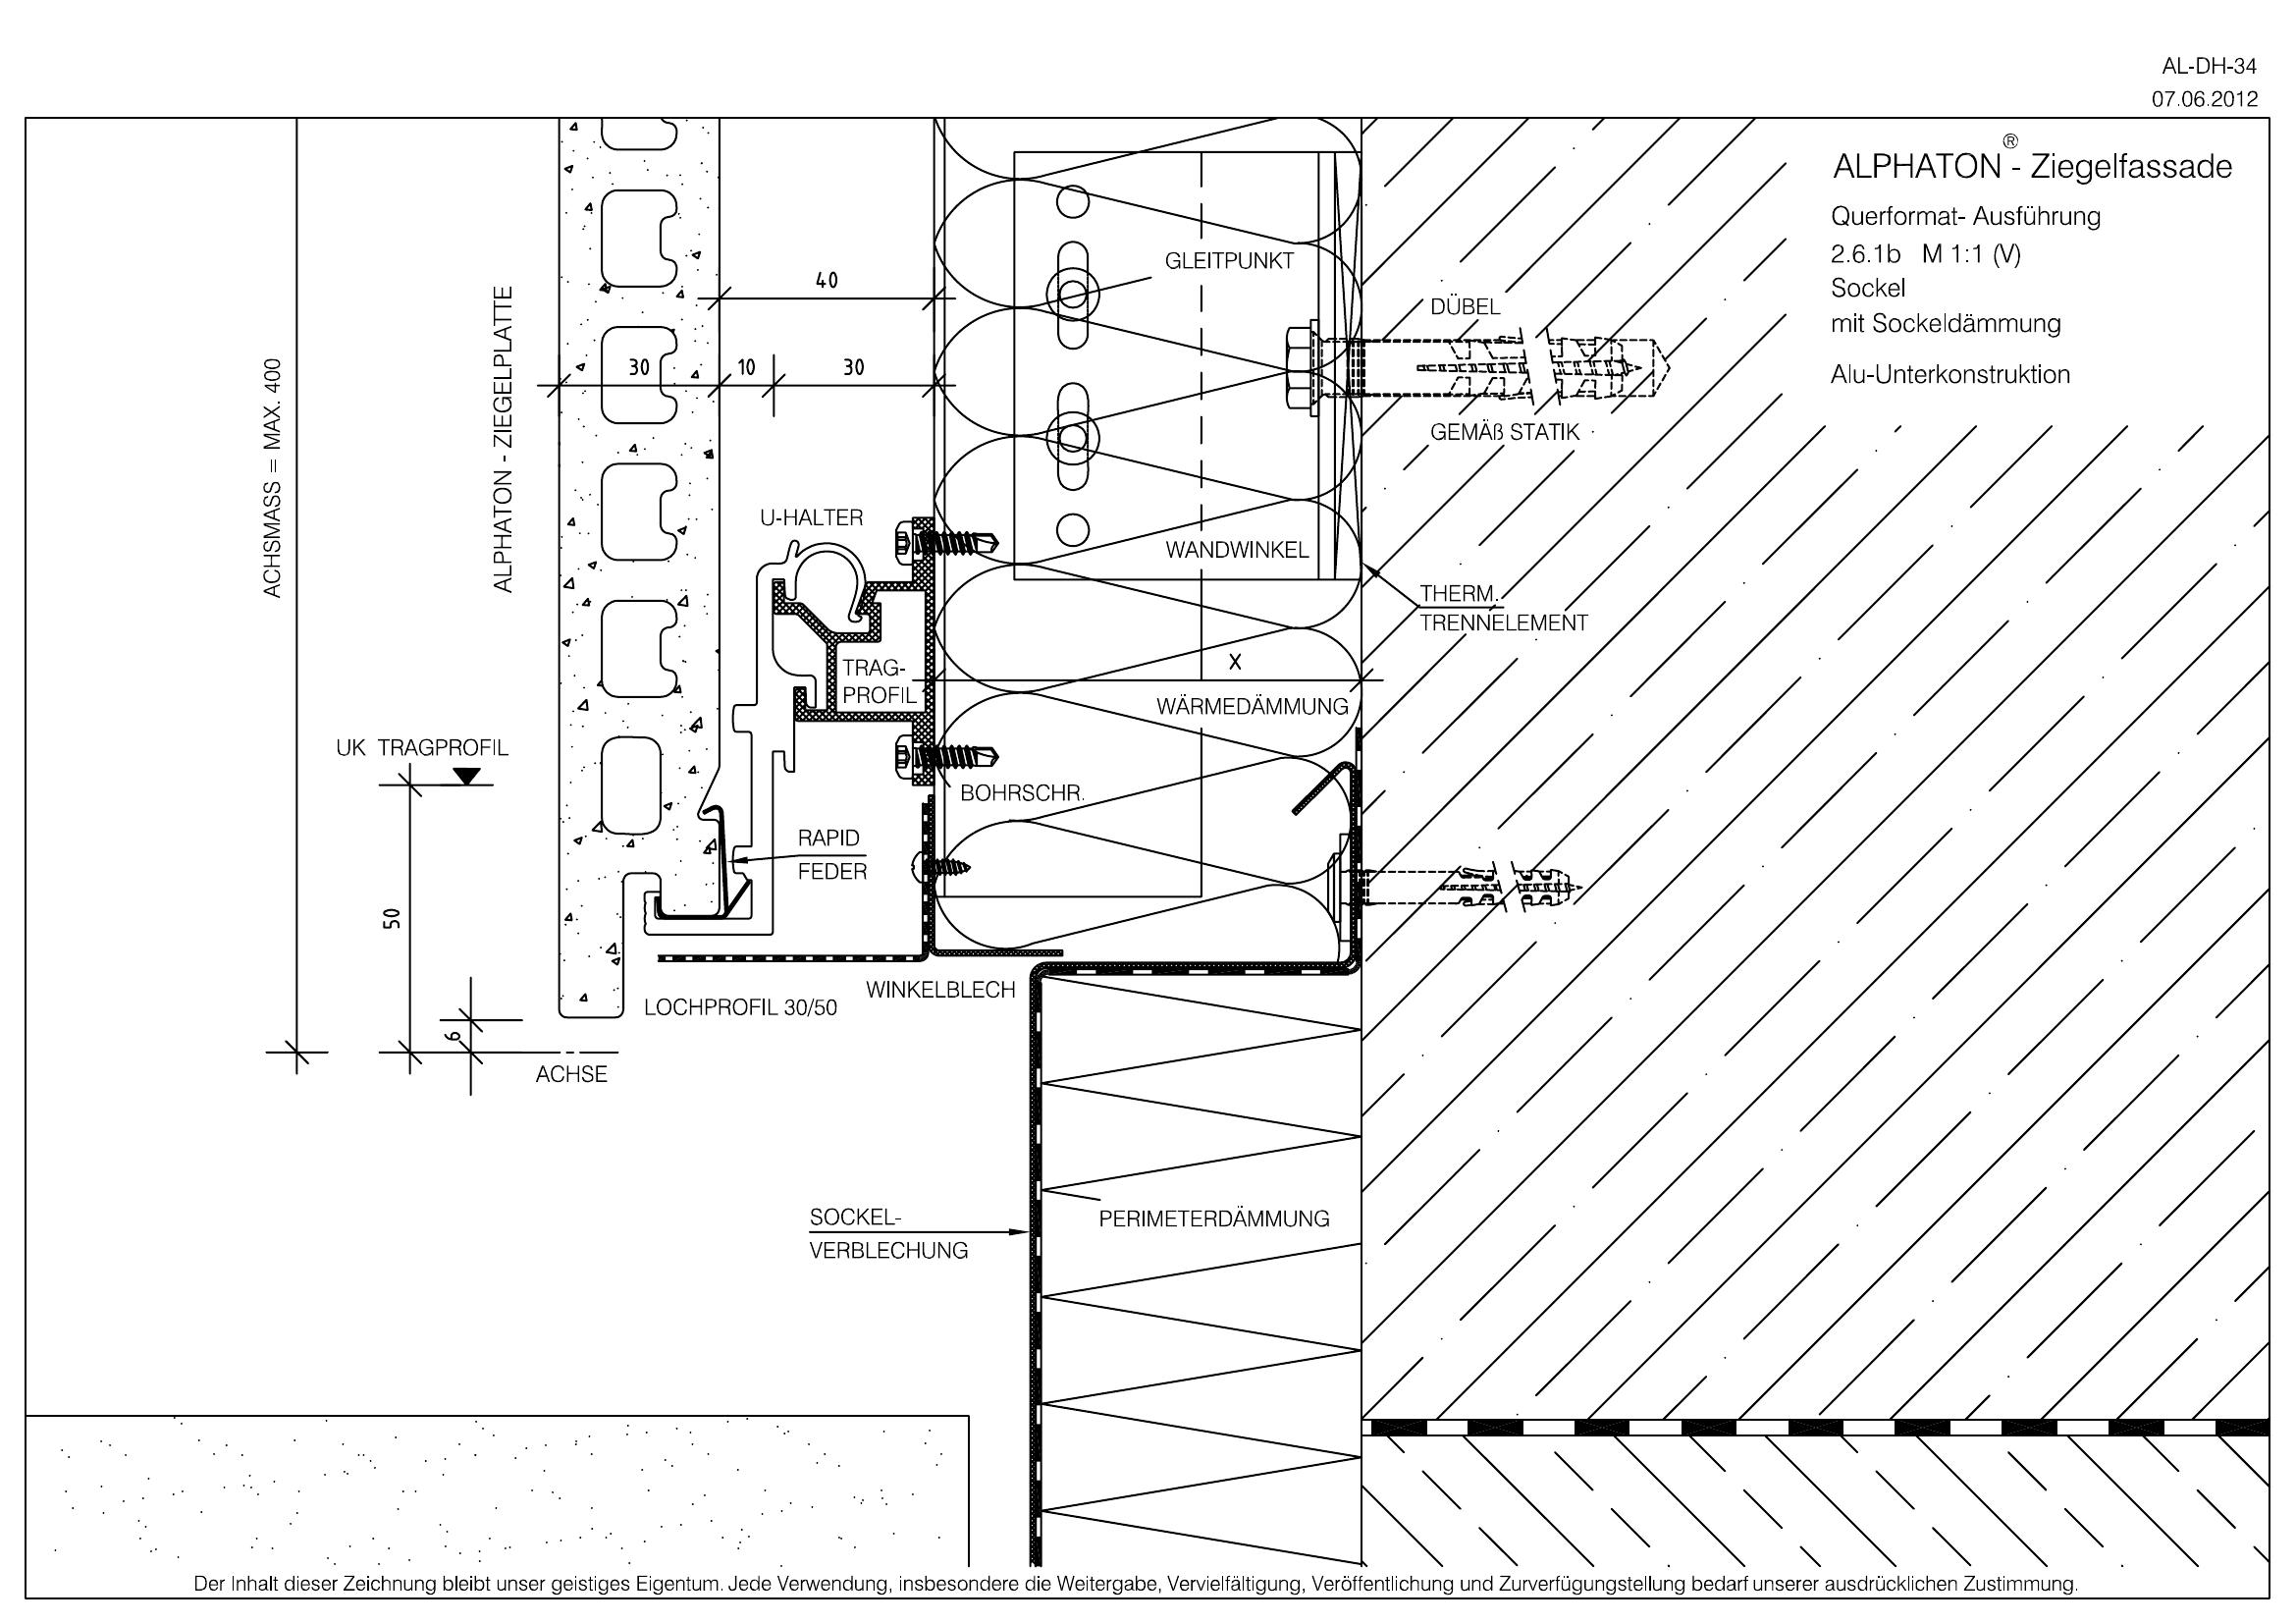 AL-DH-34
07.06.2012
ALPHATON® - Ziegelfassade
Querformat- Ausführung
2.6.1b M 1:1 (V)
Sockel
mit Sockeldämmung
Alu-Unterkonstruktion
ACHSMASS = MAX. 400
ALPHATON - ZIEGELPLATTE
40
30
10
30
GLEITPUNKT
DÜBEL
GEMÄß STATIK
U-HALTER
WANDWINKEL
THERM.
TRENNELEMENT
TRAG-
PROFIL
X
WÄRMEDÄMMUNG
UK TRAGPROFIL
BOHRSCHR.
RAPID
FEDER
50
6
WINKELBLECH
LOCHPROFIL 30/50
ACHSE
SOCKEL-
VERBLECHUNG
PERIMETERDÄMMUNG
Der Inhalt dieser Zeichnung bleibt unser geistiges Eigentum. Jede Verwendung, insbesondere die Weitergabe, Vervielfältigung, Veröffentlichung und Zurverfügungstellung bedarf unserer ausdrücklichen Zustimmung.